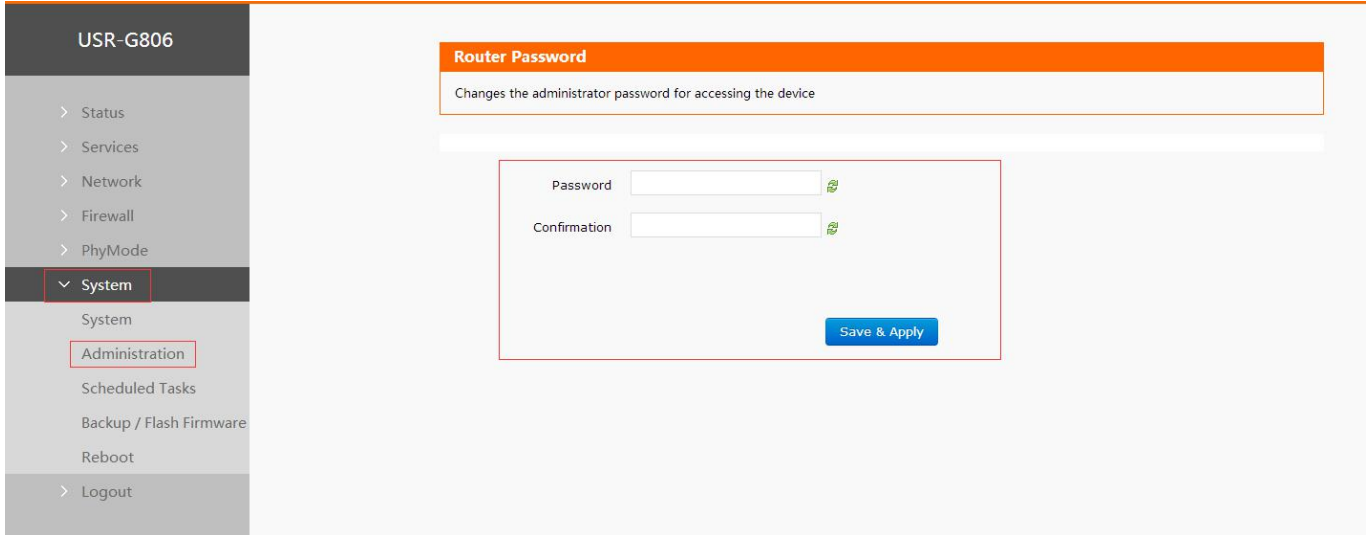 USR-G806
Status
Services
Network
Firewall
PhyMode
System
System
Administration
Scheduled Tasks
Backup / Flash Firmware
Reboot
Logout
Router Password
Changes the administrator password for accessing the device
Password
Confirmation
Save & Apply